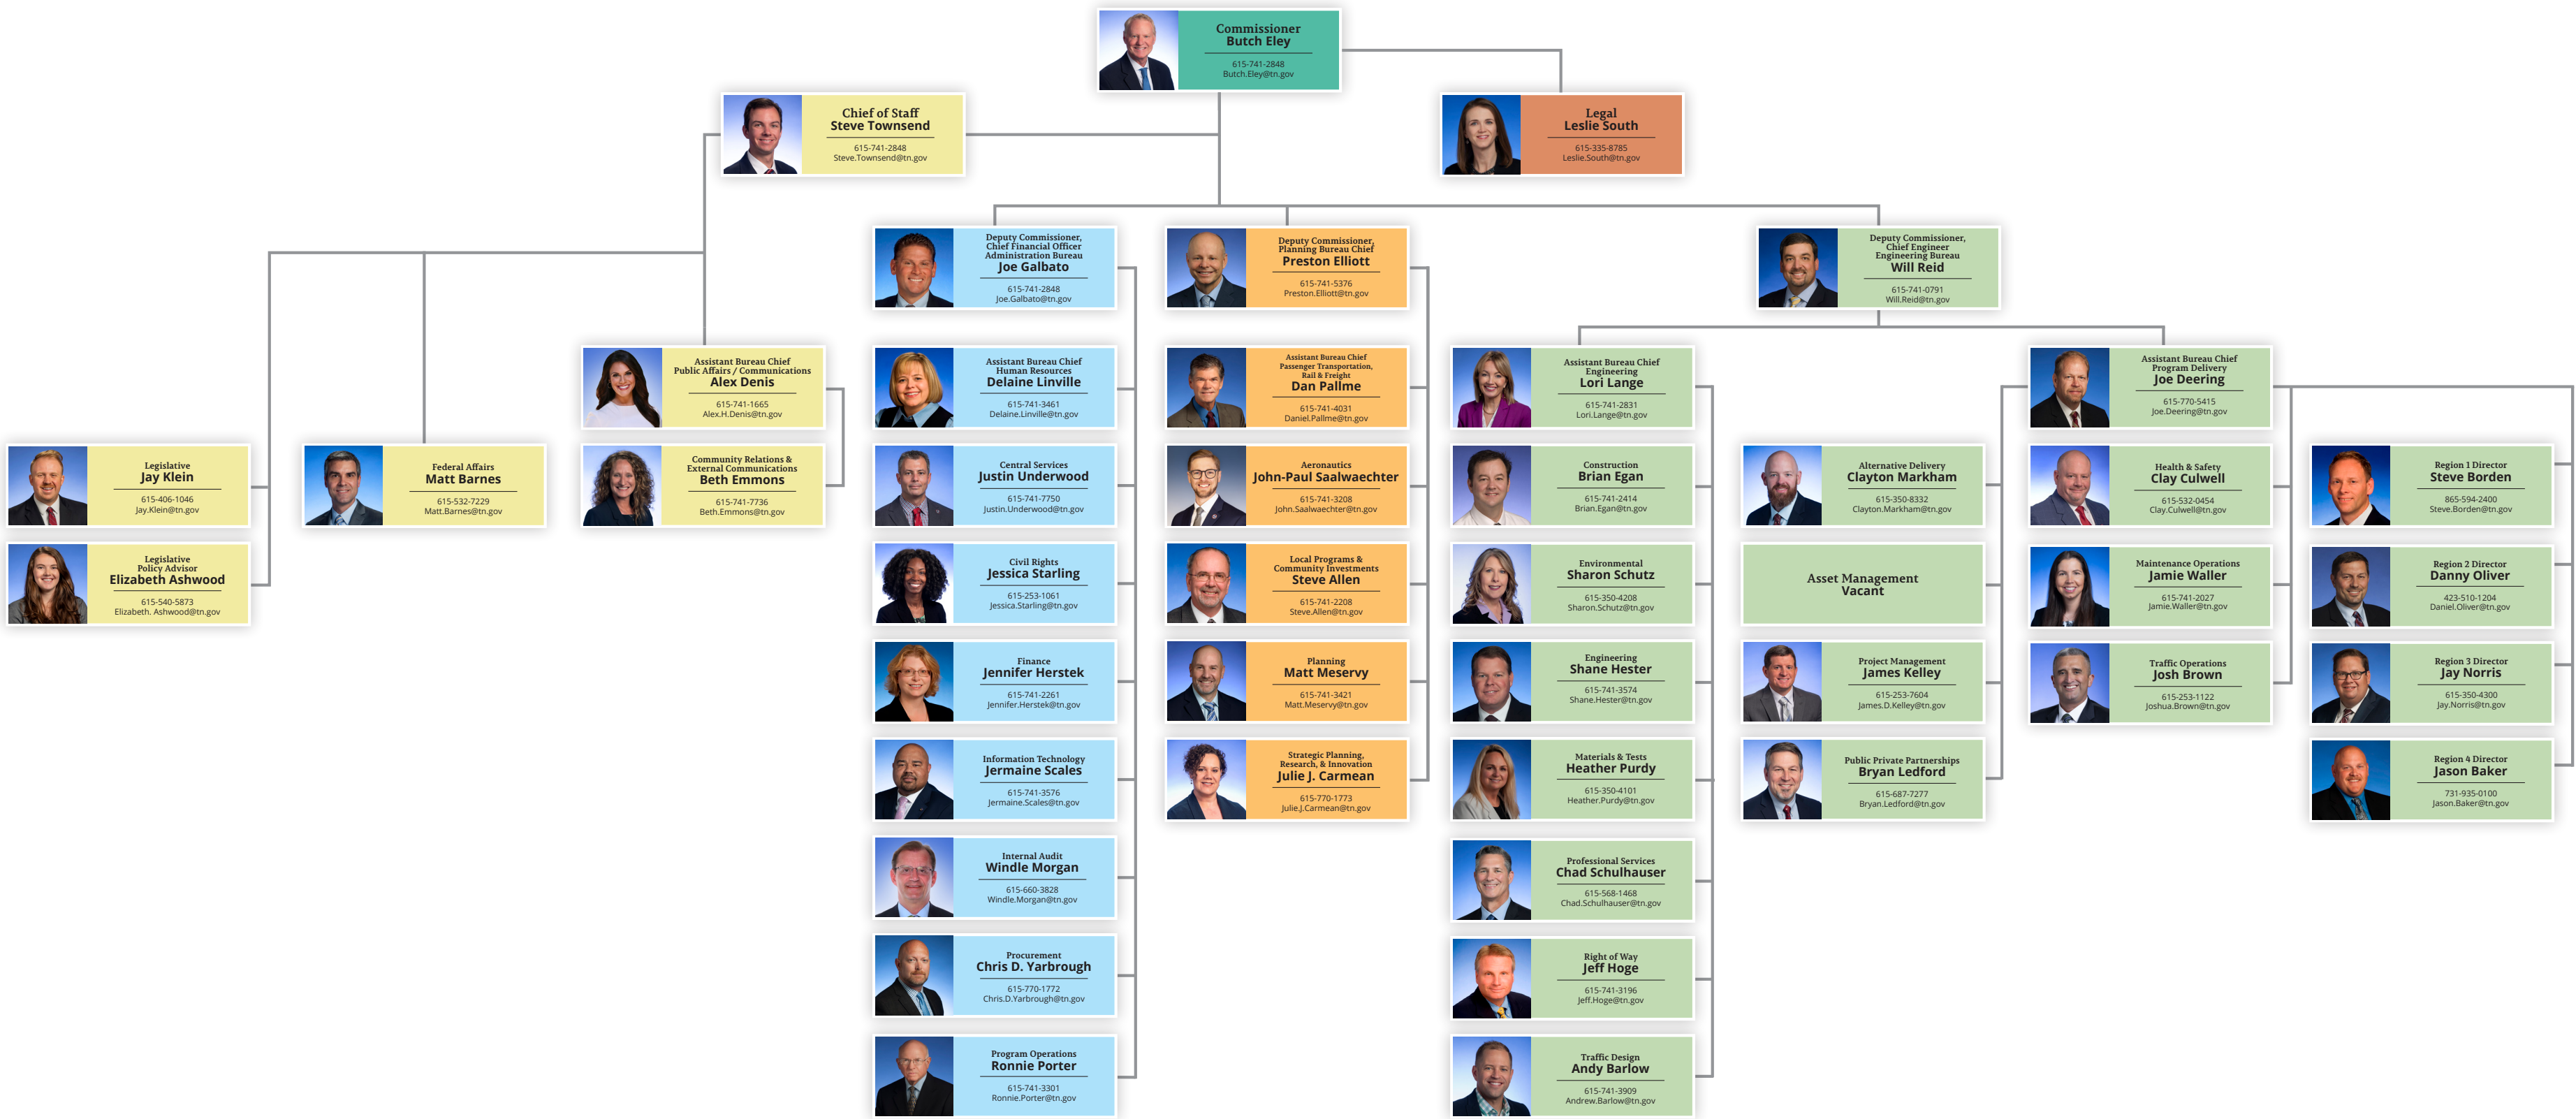 Commissioner
Butch Eley
615-741-2848
Butch.Eley@tn.gov
Chief of Staff
Steve Townsend
615-741-2848
Steve.Townsend@tn.gov
Legal
Leslie South
615-335-8785
Leslie.South@tn.gov
Deputy Commissioner,
Chief Financial Officer
Administration Bureau
Joe Galbato
615-741-2848
Joe.Galbato@tn.gov
Deputy Commissioner,
Planning Bureau Chief
Preston Elliott
615-741-5376
Preston.Elliott@tn.gov
Deputy Commissioner,
Chief Engineer
Engineering Bureau
Will Reid
615-741-0791
Will.Reid@tn.gov
Legislative
Jay Klein
615-406-1046
Jay.Klein@tn.gov
Legislative
Policy Advisor
Elizabeth Ashwood
615-540-5873
Elizabeth. Ashwood@tn.gov
Federal Affairs
Matt Barnes
615-532-7229
Matt.Barnes@tn.gov
Assistant Bureau Chief
Public Affairs / Communications
Alex Denis
615-741-1665
Alex.H.Denis@tn.gov
Community Relations &
External Communications
Beth Emmons
615-741-7736
Beth.Emmons@tn.gov
Assistant Bureau Chief
Human Resources
Delaine Linville
615-741-3461
Delaine.Linville@tn.gov
Central Services
Justin Underwood
615-741-7750
Justin.Underwood@tn.gov
Civil Rights
Jessica Starling
615-253-1061
Jessica.Starling@tn.gov
Finance
Jennifer Herstek
615-741-2261
Jennifer.Herstek@tn.gov
Information Technology
Jermaine Scales
615-741-3576
Jermaine.Scales@tn.gov
Internal Audit
Windle Morgan
615-660-3828
Windle.Morgan@tn.gov
Procurement
Chris D. Yarbrough
615-770-1772
Chris.D.Yarbrough@tn.gov
Program Operations
Ronnie Porter
615-741-3301
Ronnie.Porter@tn.gov
Assistant Bureau Chief
Passenger Transportation,
Rail & Freight
Dan Pallme
615-741-4031
Daniel.Pallme@tn.gov
Aeronautics
John-Paul Saalwaechter
615-741-3208
John.Saalwaechter@tn.gov
Local Programs &
Community Investments
Steve Allen
615-741-2208
Steve.Allen@tn.gov
Planning
Matt Meservy
615-741-3421
Matt.Meservy@tn.gov
Strategic Planning,
Research, & Innovation
Julie J. Carmean
615-770-1773
Julie.J.Carmean@tn.gov
Assistant Bureau Chief
Engineering
Lori Lange
615-741-2831
Lori.Lange@tn.gov
Construction
Brian Egan
615-741-2414
Brian.Egan@tn.gov
Environmental
Sharon Schutz
615-350-4208
Sharon.Schutz@tn.gov
Engineering
Shane Hester
615-741-3574
Shane.Hester@tn.gov
Materials & Tests
Heather Purdy
615-350-4101
Heather.Purdy@tn.gov
Professional Services
Chad Schulhauser
615-568-1468
Chad.Schulhauser@tn.gov
Right of Way
Jeff Hoge
615-741-3196
Jeff.Hoge@tn.gov
Traffic Design
Andy Barlow
615-741-3909
Andrew.Barlow@tn.gov
Assistant Bureau Chief
Program Delivery
Joe Deering
615-770-5415
Joe.Deering@tn.gov
Alternative Delivery
Clayton Markham
615-350-8332
Clayton.Markham@tn.gov
Asset Management
Vacant
Project Management
James Kelley
615-253-7604
James.D.Kelley@tn.gov
Public Private Partnerships
Bryan Ledford
615-687-7277
Bryan.Ledford@tn.gov
Health & Safety
Clay Culwell
615-532-0454
Clay.Culwell@tn.gov
Maintenance Operations
Jamie Waller
615-741-2027
Jamie.Waller@tn.gov
Traffic Operations
Josh Brown
615-253-1122
Joshua.Brown@tn.gov
Region 1 Director
Steve Borden
865-594-2400
Steve.Borden@tn.gov
Region 2 Director
Danny Oliver
423-510-1204
Daniel.Oliver@tn.gov
Region 3 Director
Jay Norris
615-350-4300
Jay.Norris@tn.gov
Region 4 Director
Jason Baker
731-935-0100
Jason.Baker@tn.gov